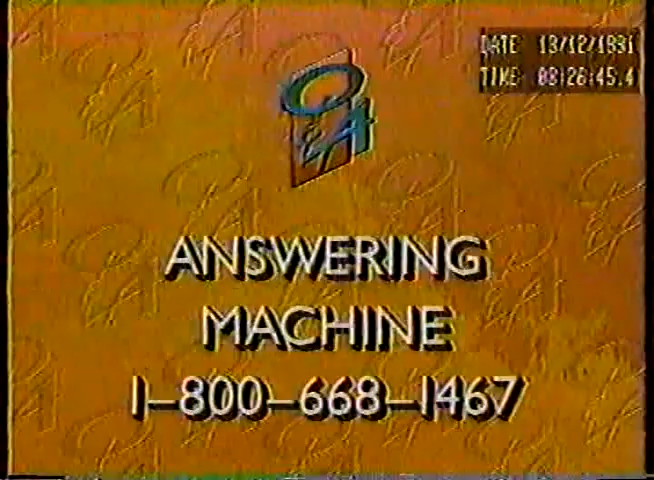 DATE 13/12/1991
TIME 08:26:45.4
Q
&A
ANSWERING
MACHINE
1-800-668-1467